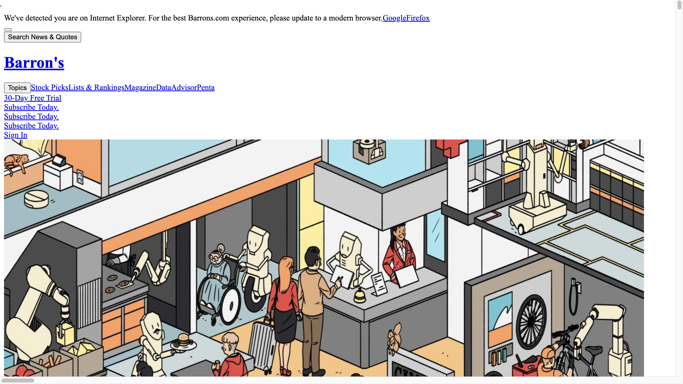 We've detected you are on Internet Explorer. For the best Barrons.com experience, please update to a modern browser.GoogleFirefox
Search News & Quotes
Barron's
Topics Stock PicksLists & RankingsMagazineDataAdvisorPenta
30-Day Free Trial
Subscribe Today.
Subscribe Today.
Subscribe Today.
Sign In